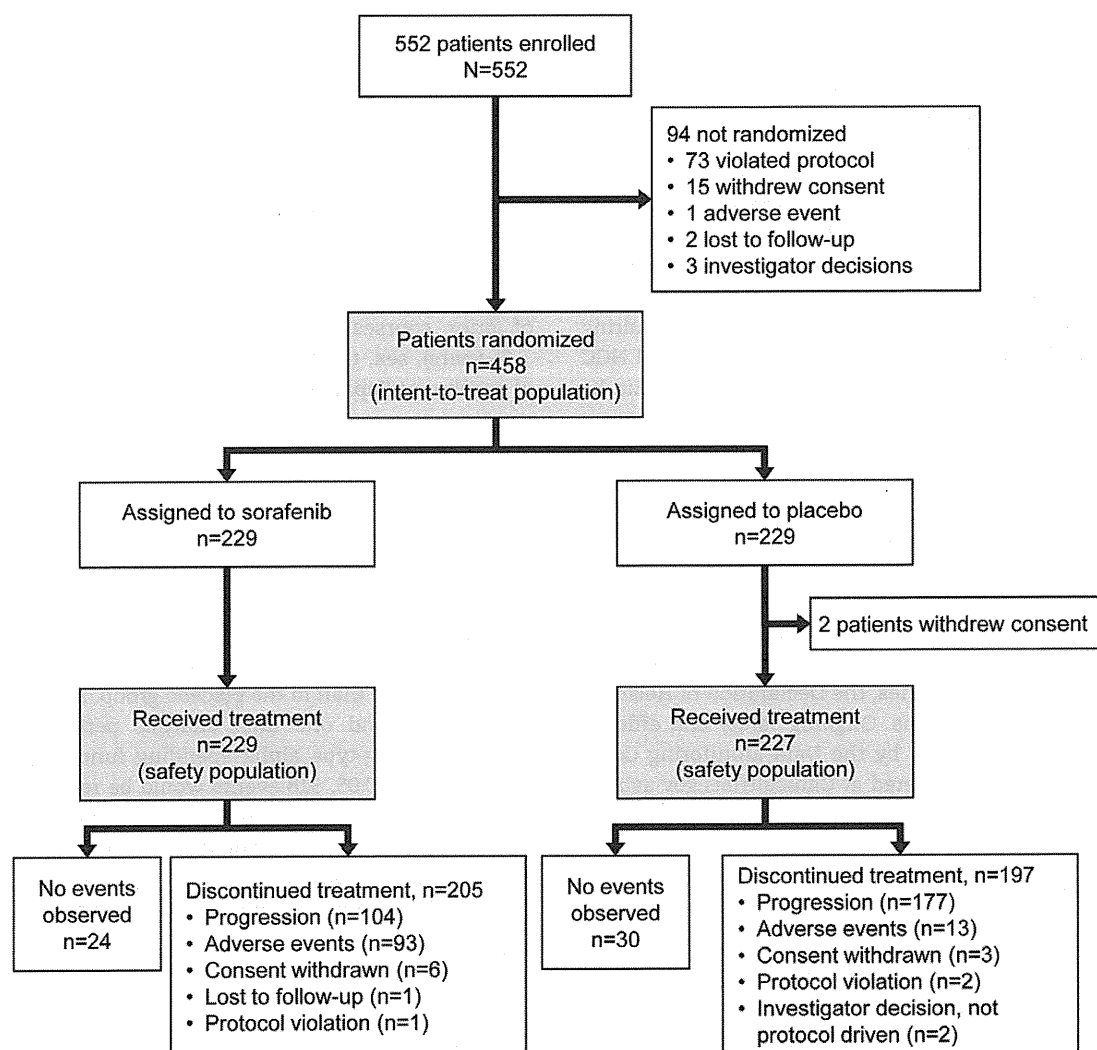 552 patients enrolled
N=552
94 not randomized
• 73 violated protocol
• 15 withdrew consent
• 1 adverse event
• 2 lost to follow-up
• 3 investigator decisions
Patients randomized
n=458
(intent-to-treat population)
Assigned to sorafenib
n=229
Assigned to placebo
n=229
2 patients withdrew consent
Received treatment
n=229
(safety population)
Received treatment
n=227
(safety population)
No events
observed
n=24
Discontinued treatment, n=205
• Progression (n=104)
• Adverse events (n=93)
• Consent withdrawn (n=6)
• Lost to follow-up (n=1)
• Protocol violation (n=1)
No events
observed
n=30
Discontinued treatment, n=197
• Progression (n=177)
• Adverse events (n=13)
• Consent withdrawn (n=3)
• Protocol violation (n=2)
• Investigator decision, not
protocol driven (n=2)